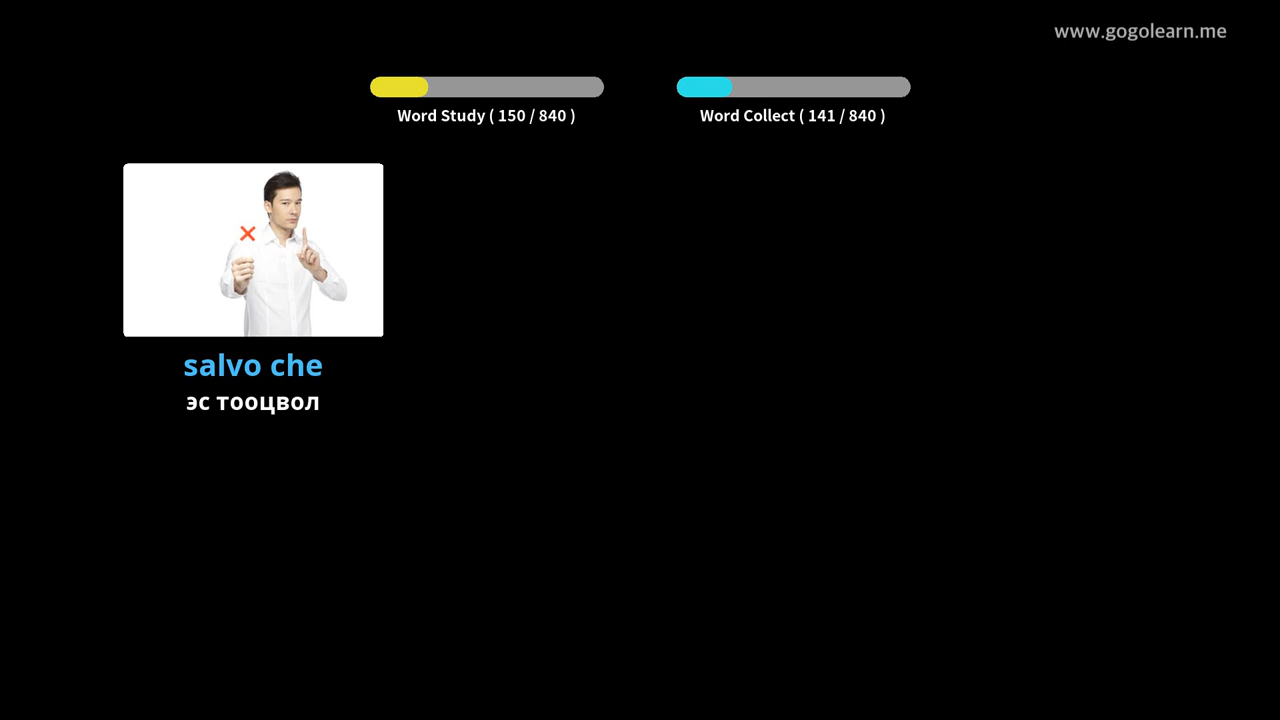 www.gogolearn.me
Word Study ( 150 / 840 )
Word Collect ( 141 / 840 )
salvo che
эс тооцвол